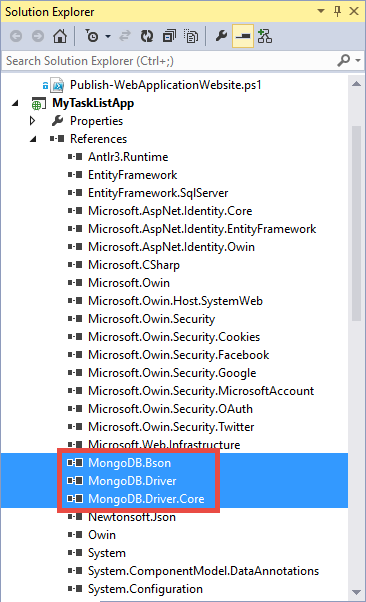 Solution Explorer
Search Solution Explorer (Ctrl+;)
Publish-WebApplicationWebsite.ps1
MyTaskListApp
Properties
References
Antlr3.Runtime
EntityFramework
EntityFramework.SqlServer
Microsoft.AspNet.Identity.Core
Microsoft.AspNet.Identity.EntityFramework
Microsoft.AspNet.Identity.Owin
Microsoft.CSharp
Microsoft.Owin
Microsoft.Owin.Host.SystemWeb
Microsoft.Owin.Security
Microsoft.Owin.Security.Cookies
Microsoft.Owin.Security.Facebook
Microsoft.Owin.Security.Google
Microsoft.Owin.Security.MicrosoftAccount
Microsoft.Owin.Security.OAuth
Microsoft.Owin.Security.Twitter
Microsoft.Web.Infrastructure
MongoDB.Bson
MongoDB.Driver
MongoDB.Driver.Core
Newtonsoft.Json
Owin
System
System.ComponentModel.DataAnnotations
System.Configuration